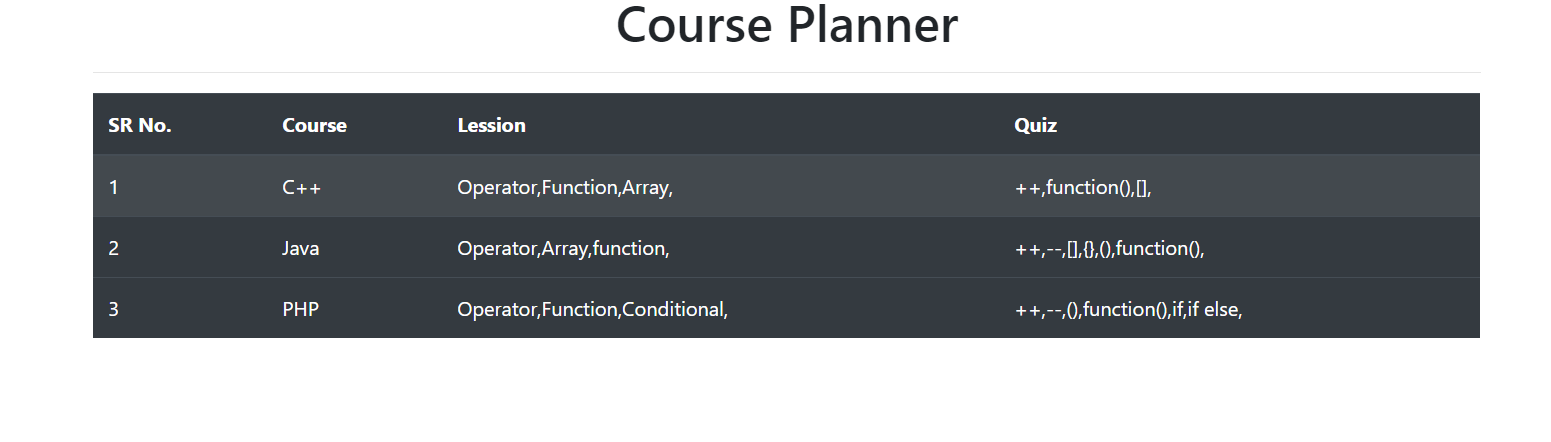 Course Planner
SR No. Course Lession Quiz
1 C++ Operator,Function,Array, ++,function(),[],
2 Java Operator,Array,function, ++,--,[],{},(),function(),
3 PHP Operator,Function,Conditional, ++,--,(),function(),if,if else,